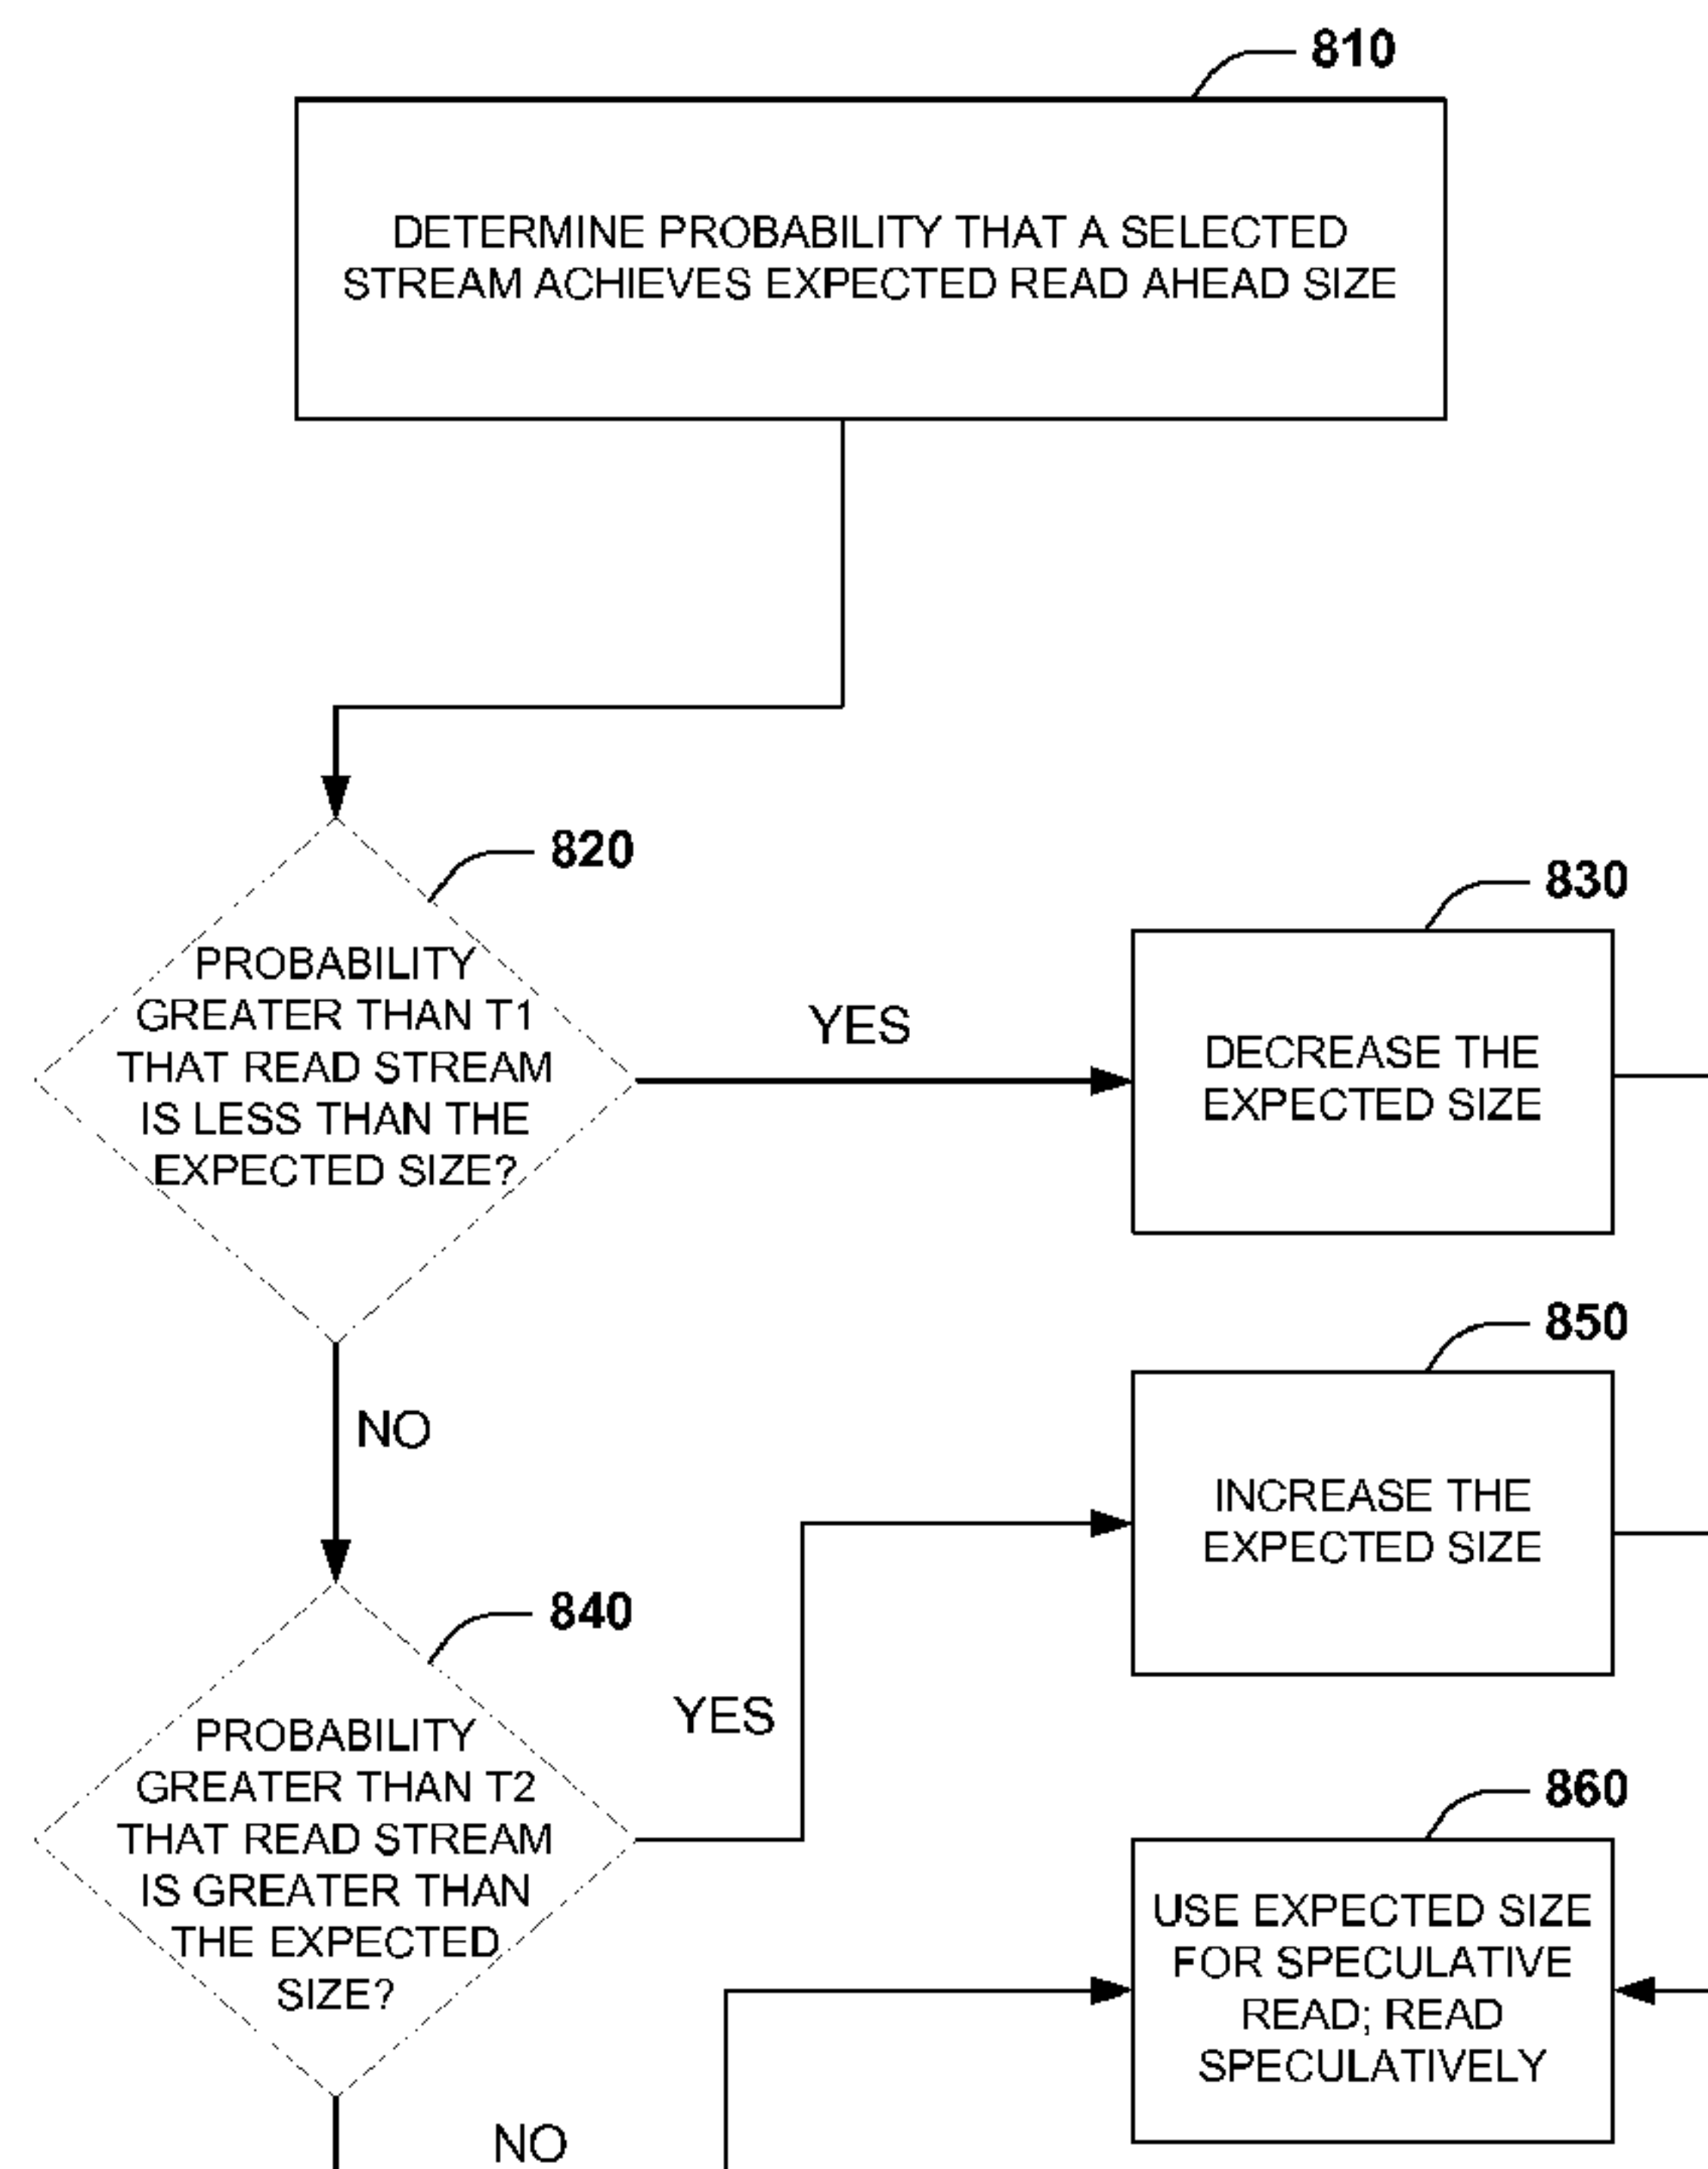 810
DETERMINE PROBABILITY THAT A SELECTED
STREAM ACHIEVES EXPECTED READ AHEAD SIZE
820
PROBABILITY
GREATER THAN T1
THAT READ STREAM
IS LESS THAN THE
EXPECTED SIZE?
YES
830
DECREASE THE
EXPECTED SIZE
NO
850
INCREASE THE
EXPECTED SIZE
840
PROBABILITY
GREATER THAN T2
THAT READ STREAM
IS GREATER THAN
THE EXPECTED
SIZE?
YES
860
USE EXPECTED SIZE
FOR SPECULATIVE
READ; READ
SPECULATIVELY
NO